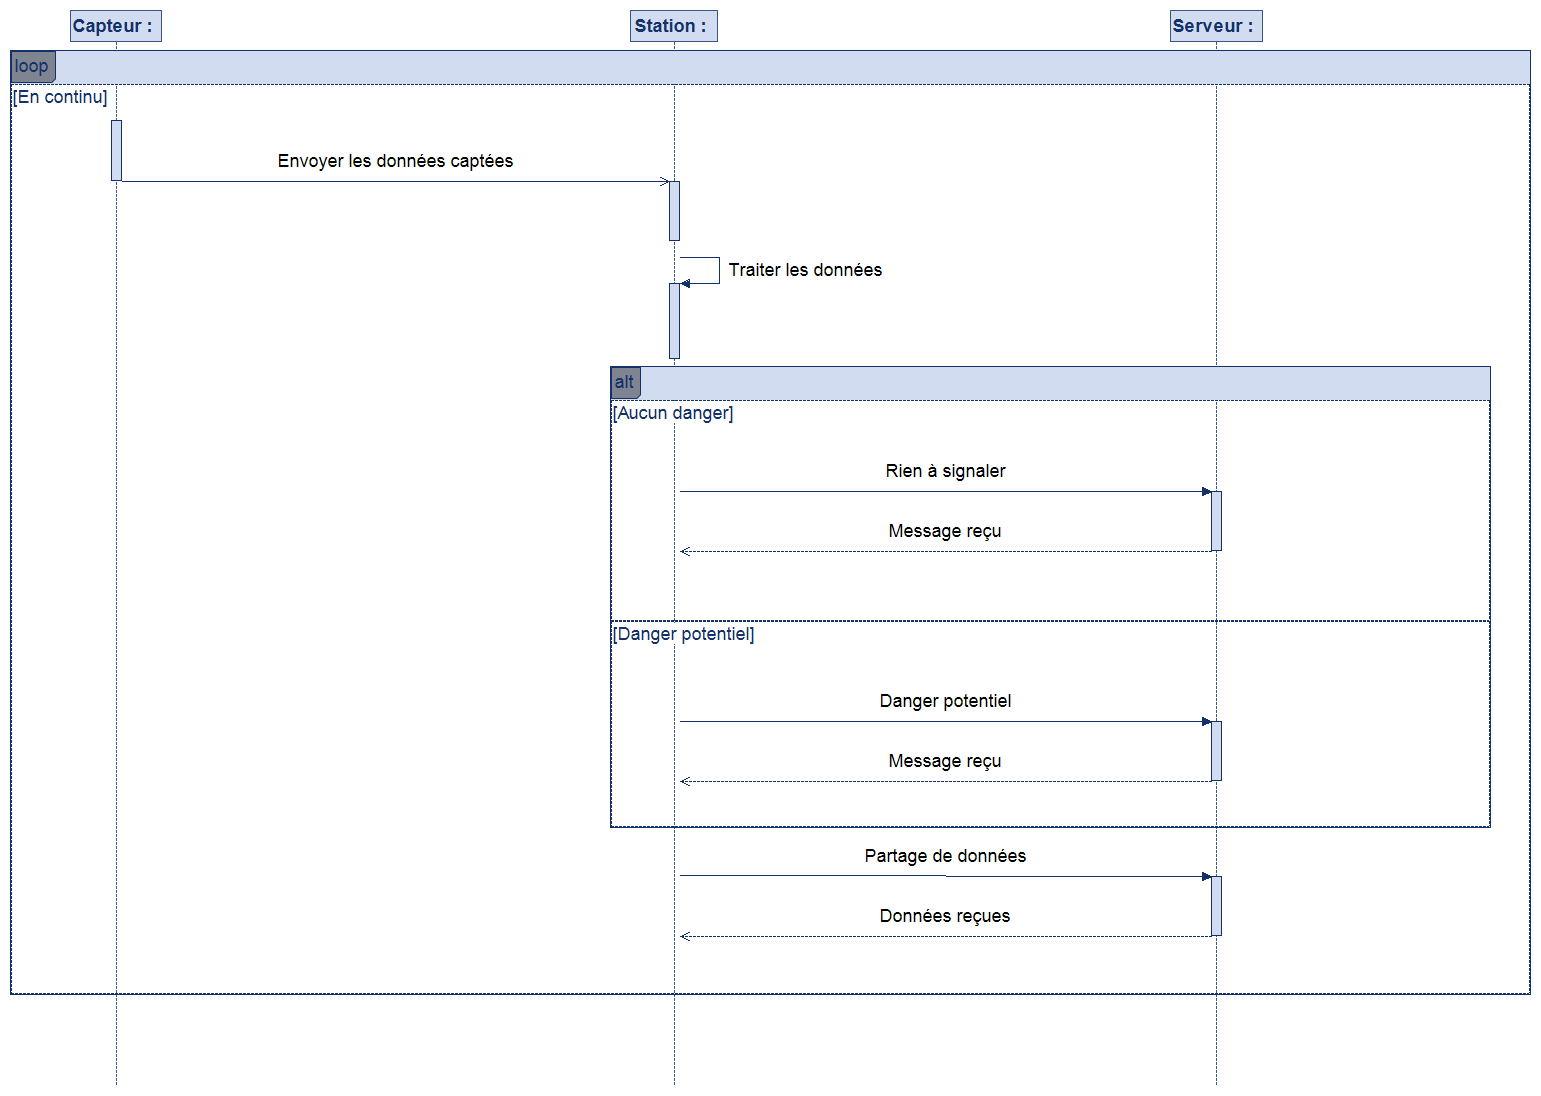 Capteur :
Station :
Serveur :
loop
[En continu]
Envoyer les données captées
Traiter les données
alt
[Aucun danger]
Rien à signaler
Message reçu
[Danger potentiel]
Danger potentiel
Message reçu
Partage de données
Données reçues